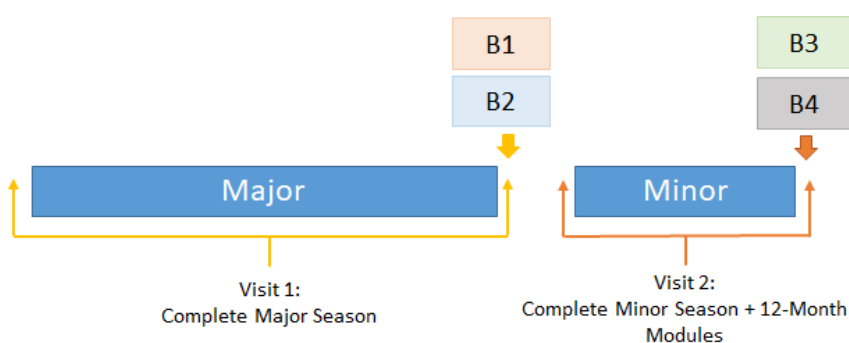 B1
B3
B2
B4
Major
Minor
Visit 1:
Complete Major Season
Visit 2:
Complete Minor Season + 12-Month
Modules